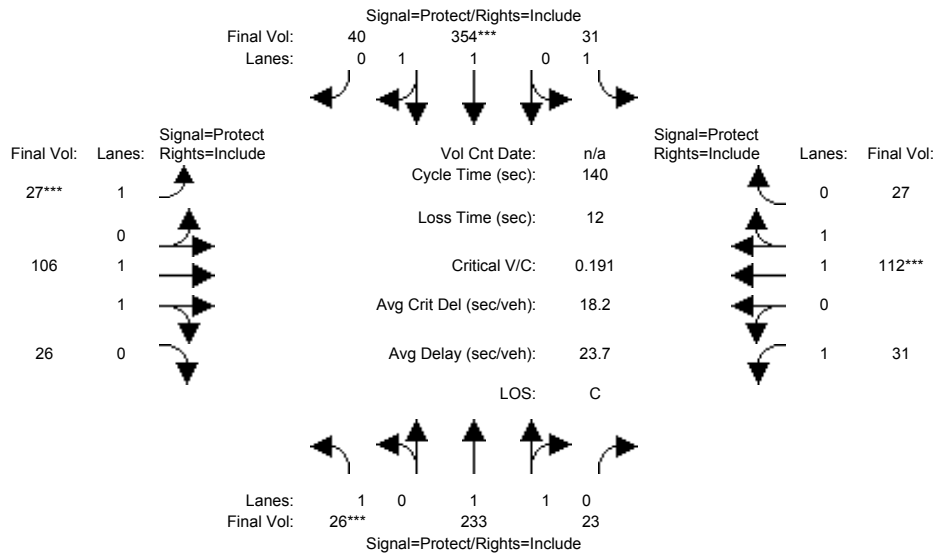 Signal=Protect/Rights=Include
Final Vol: 40 354*** 31
Lanes: 0 1 1 0 1
Signal=Protect
Final Vol: Lanes: Rights=Include
Vol Cnt Date: n/a
Signal=Protect
Rights=Include Lanes: Final Vol:
Cycle Time (sec): 140
27*** 1
0 27
Loss Time (sec): 12
0
1
106 1
Critical V/C: 0.191
1 112***
1
Avg Crit Del (sec/veh): 18.2
0
26 0
Avg Delay (sec/veh): 23.7
1 31
LOS: C
Lanes: 1 0 1 1 0
Final Vol: 26*** 233 23
Signal=Protect/Rights=Include